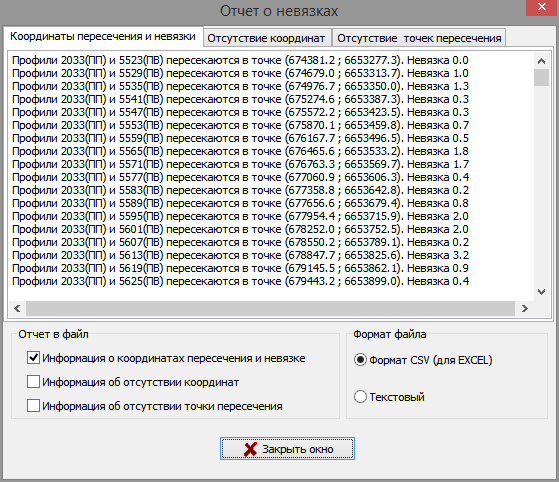 Отчет о невязках
Координаты пересечения и невязки Отсутствие координат Отсутствие точек пересечения
Профили 2033(ПП) и 5523(ПВ) пересекаются в точке (674381.2 ; 6653277.3). Невязка 0.0
Профили 2033(ПП) и 5529(ПВ) пересекаются в точке (674679.0 ; 6653313.7). Невязка 1.0
Профили 2033(ПП) и 5535(ПВ) пересекаются в точке (674976.7 ; 6653350.0). Невязка 1.3
Профили 2033(ПП) и 5541(ПВ) пересекаются в точке (675274.6 ; 6653387.3). Невязка 0.3
Профили 2033(ПП) и 5547(ПВ) пересекаются в точке (675572.2 ; 6653423.5). Невязка 0.3
Профили 2033(ПП) и 5553(ПВ) пересекаются в точке (675870.1 ; 6653459.8). Невязка 0.7
Профили 2033(ПП) и 5559(ПВ) пересекаются в точке (676167.7 ; 6653496.5). Невязка 0.5
Профили 2033(ПП) и 5565(ПВ) пересекаются в точке (676465.6 ; 6653533.2). Невязка 1.8
Профили 2033(ПП) и 5571(ПВ) пересекаются в точке (676763.3 ; 6653569.7). Невязка 1.7
Профили 2033(ПП) и 5577(ПВ) пересекаются в точке (677060.9 ; 6653606.3). Невязка 0.4
Профили 2033(ПП) и 5583(ПВ) пересекаются в точке (677358.8 ; 6653642.8). Невязка 0.2
Профили 2033(ПП) и 5589(ПВ) пересекаются в точке (677656.6 ; 6653679.4). Невязка 0.8
Профили 2033(ПП) и 5595(ПВ) пересекаются в точке (677954.4 ; 6653715.9). Невязка 2.0
Профили 2033(ПП) и 5601(ПВ) пересекаются в точке (678252.0 ; 6653752.5). Невязка 2.0
Профили 2033(ПП) и 5607(ПВ) пересекаются в точке (678550.2 ; 6653789.1). Невязка 0.2
Профили 2033(ПП) и 5613(ПВ) пересекаются в точке (678847.7 ; 6653825.6). Невязка 3.2
Профили 2033(ПП) и 5619(ПВ) пересекаются в точке (679145.5 ; 6653862.1). Невязка 0.9
Профили 2033(ПП) и 5625(ПВ) пересекаются в точке (679443.2 ; 6653899.0). Невязка 0.4
Отчет в файл
Информация о координатах пересечения и невязке
Информация об отсутствии координат
Информация об отсутствии точки пересечения
Формат файла
Формат CSV (для EXCEL)
Текстовый
Закрыть окно